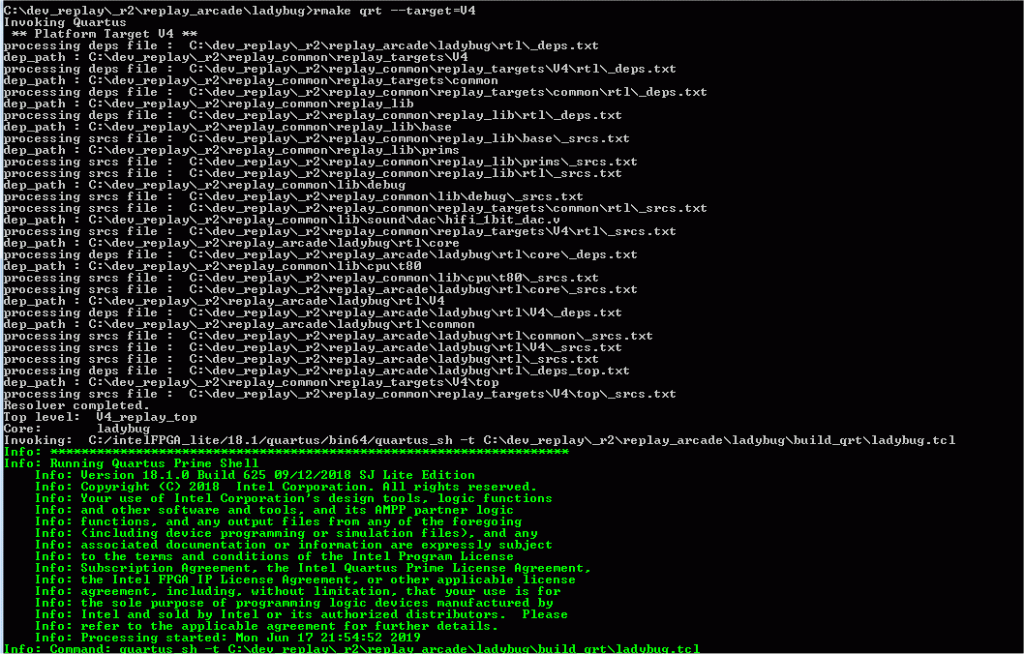 C:\dev_replay\_r2\replay_arcade\ladybug>rmake qrt --target=V4
Invoking Quartus
** Platform Target V4 **
processing deps file :  C:\dev_replay\_r2\replay_arcade\ladybug\rtl\_deps.txt
dep_path : C:\dev_replay\_r2\replay_common\replay_targets\V4
processing deps file :  C:\dev_replay\_r2\replay_common\replay_targets\V4\rtl\_deps.txt
dep_path : C:\dev_replay\_r2\replay_common\replay_targets\common
processing deps file :  C:\dev_replay\_r2\replay_common\replay_targets\common\rtl\_deps.txt
dep_path : C:\dev_replay\_r2\replay_common\replay_lib
processing deps file :  C:\dev_replay\_r2\replay_common\replay_lib\rtl\_deps.txt
dep_path : C:\dev_replay\_r2\replay_common\replay_lib\base
processing srcs file :  C:\dev_replay\_r2\replay_common\replay_lib\base\_srcs.txt
dep_path : C:\dev_replay\_r2\replay_common\replay_lib\prims
processing srcs file :  C:\dev_replay\_r2\replay_common\replay_lib\prims\_srcs.txt
processing srcs file :  C:\dev_replay\_r2\replay_common\replay_lib\rtl\_srcs.txt
dep_path : C:\dev_replay\_r2\replay_common\lib\debug
processing srcs file :  C:\dev_replay\_r2\replay_common\lib\debug\_srcs.txt
processing srcs file :  C:\dev_replay\_r2\replay_common\replay_targets\common\rtl\_srcs.txt
dep_path : C:\dev_replay\_r2\replay_common\lib\sound\dac\hifi_1bit_dac.v
processing srcs file :  C:\dev_replay\_r2\replay_common\replay_targets\V4\rtl\_srcs.txt
dep_path : C:\dev_replay\_r2\replay_arcade\ladybug\rtl\core
processing deps file :  C:\dev_replay\_r2\replay_arcade\ladybug\rtl\core\_deps.txt
dep_path : C:\dev_replay\_r2\replay_common\lib\cpu\t80
processing srcs file :  C:\dev_replay\_r2\replay_common\lib\cpu\t80\_srcs.txt
processing srcs file :  C:\dev_replay\_r2\replay_arcade\ladybug\rtl\core\_srcs.txt
dep_path : C:\dev_replay\_r2\replay_arcade\ladybug\rtl\V4
processing deps file :  C:\dev_replay\_r2\replay_arcade\ladybug\rtl\V4\_deps.txt
dep_path : C:\dev_replay\_r2\replay_arcade\ladybug\rtl\common
processing srcs file :  C:\dev_replay\_r2\replay_arcade\ladybug\rtl\common\_srcs.txt
processing srcs file :  C:\dev_replay\_r2\replay_arcade\ladybug\rtl\V4\_srcs.txt
processing srcs file :  C:\dev_replay\_r2\replay_arcade\ladybug\rtl\_srcs.txt
processing deps file :  C:\dev_replay\_r2\replay_arcade\ladybug\rtl\_deps_top.txt
dep_path : C:\dev_replay\_r2\replay_common\replay_targets\V4\top
processing srcs file :  C:\dev_replay\_r2\replay_common\replay_targets\V4\top\_srcs.txt
Resolver completed.
Top level:  V4_replay_top
Core:       ladybug
Invoking:  C:/intelFPGA_lite/18.1/quartus/bin64/quartus_sh -t C:\dev_replay\_r2\replay_arcade\ladybug\build_qrt\ladybug.tcl
Info: *******************************************************************
Info: Running Quartus Prime Shell
Info: Version 18.1.0 Build 625 09/12/2018 SJ Lite Edition
Info: Copyright (C) 2018  Intel Corporation. All rights reserved.
Info: Your use of Intel Corporation's design tools, logic functions
Info: and other software and tools, and its AMPP partner logic
Info: functions, and any output files from any of the foregoing
Info: (including device programming or simulation files), and any
Info: associated documentation or information are expressly subject
Info: to the terms and conditions of the Intel Program License
Info: Subscription Agreement, the Intel Quartus Prime License Agreement,
Info: the Intel FPGA IP License Agreement, or other applicable license
Info: agreement, including, without limitation, that your use is for
Info: the sole purpose of programming logic devices manufactured by
Info: Intel and sold by Intel or its authorized distributors.  Please
Info: refer to the applicable agreement for further details.
Info: Processing started: Mon Jun 17 21:54:52 2019
Info: Command: quartus_sh -t C:\dev_replay\_r2\replay_arcade\ladybug\build_qrt\ladybug.tcl